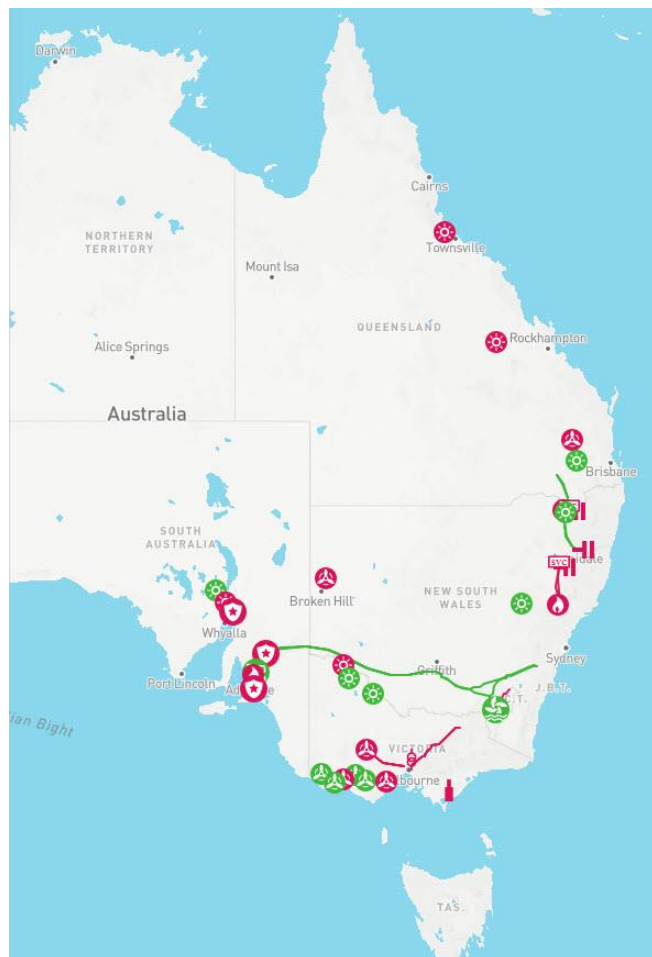 Darwin
Cairns
Townsville
NORTHERN
TERRITORY
Mount Isa
QUEENSLAND
Rockhampton
Alice Springs
Australia
Brisbane
SOUTH
AUSTRALIA
SVC
Broken Hill
NEW SOUTH
WALES
Whyalla
Sydney
Griffith
Port Lincoln
J.B.T.
C.T.
VICTORIA
TAS.